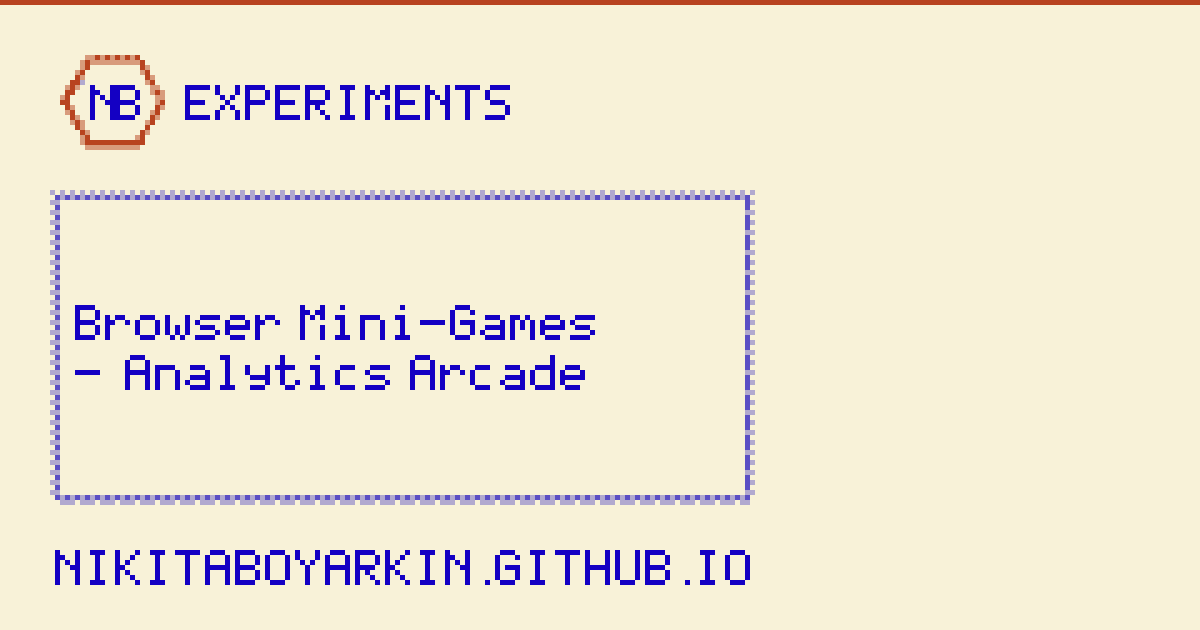 NB EXPERIMENTS
Browser Mini-Games
- Analytics Arcade
NIKITABOYARKIN.GITHUB.IO